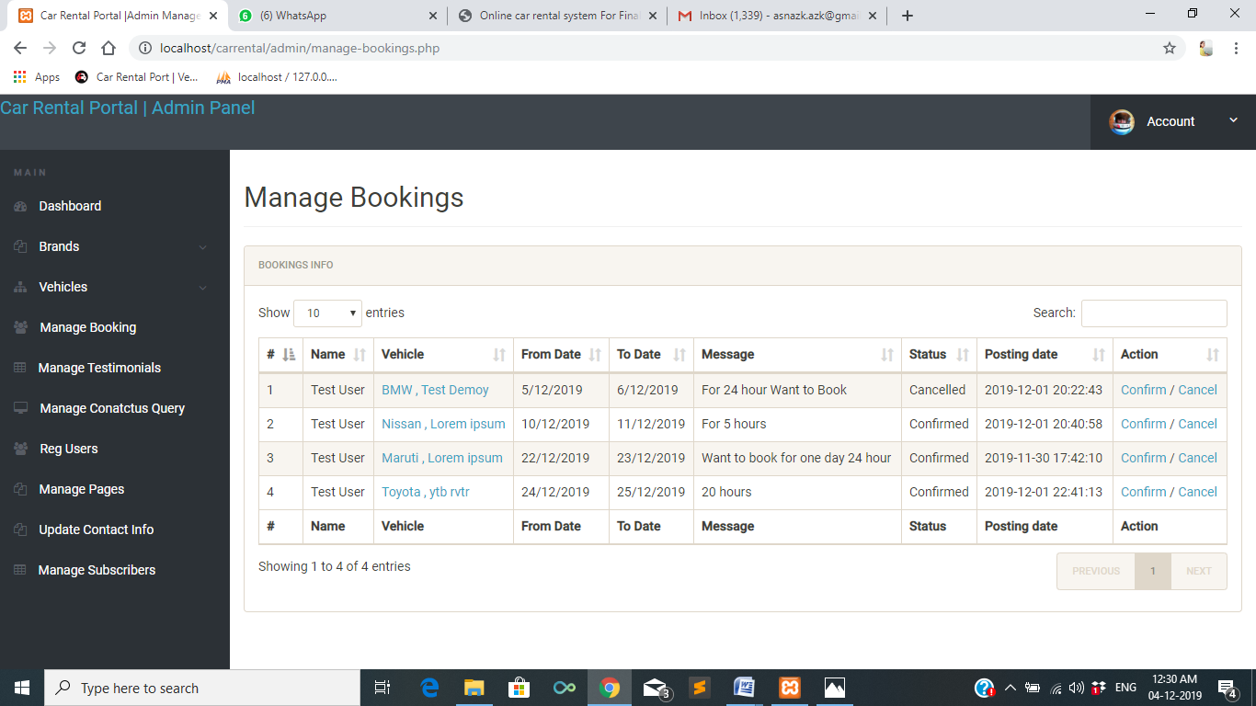 Car Rental Portal |Admin Manage
(6) WhatsApp
Online car rental system For Fina
Inbox (1,339) - asnazk.azk@gmai
localhost/carrental/admin/manage-bookings.php
Apps
Car Rental Port | Ve...
localhost / 127.0.0....
Car Rental Portal | Admin Panel
Account
MAIN
Dashboard
Brands
Vehicles
Manage Booking
Manage Testimonials
Manage Conatctus Query
Reg Users
Manage Pages
Update Contact Info
Manage Subscribers
Manage Bookings
BOOKINGS INFO
Show 10 entries
Search:
# Name Vehicle From Date To Date Message Status Posting date Action
1 Test User BMW , Test Demoy 5/12/2019 6/12/2019 For 24 hour Want to Book Cancelled 2019-12-01 20:22:43 Confirm / Cancel
2 Test User Nissan , Lorem ipsum 10/12/2019 11/12/2019 For 5 hours Confirmed 2019-12-01 20:40:58 Confirm / Cancel
3 Test User Maruti , Lorem ipsum 22/12/2019 23/12/2019 Want to book for one day 24 hour Confirmed 2019-11-30 17:42:10 Confirm / Cancel
4 Test User Toyota , ytb rvtr 24/12/2019 25/12/2019 20 hours Confirmed 2019-12-01 22:41:13 Confirm / Cancel
# Name Vehicle From Date To Date Message Status Posting date Action
Showing 1 to 4 of 4 entries
PREVIOUS 1 NEXT
Type here to search
3
ENG
12:30 AM
04-12-2019
4